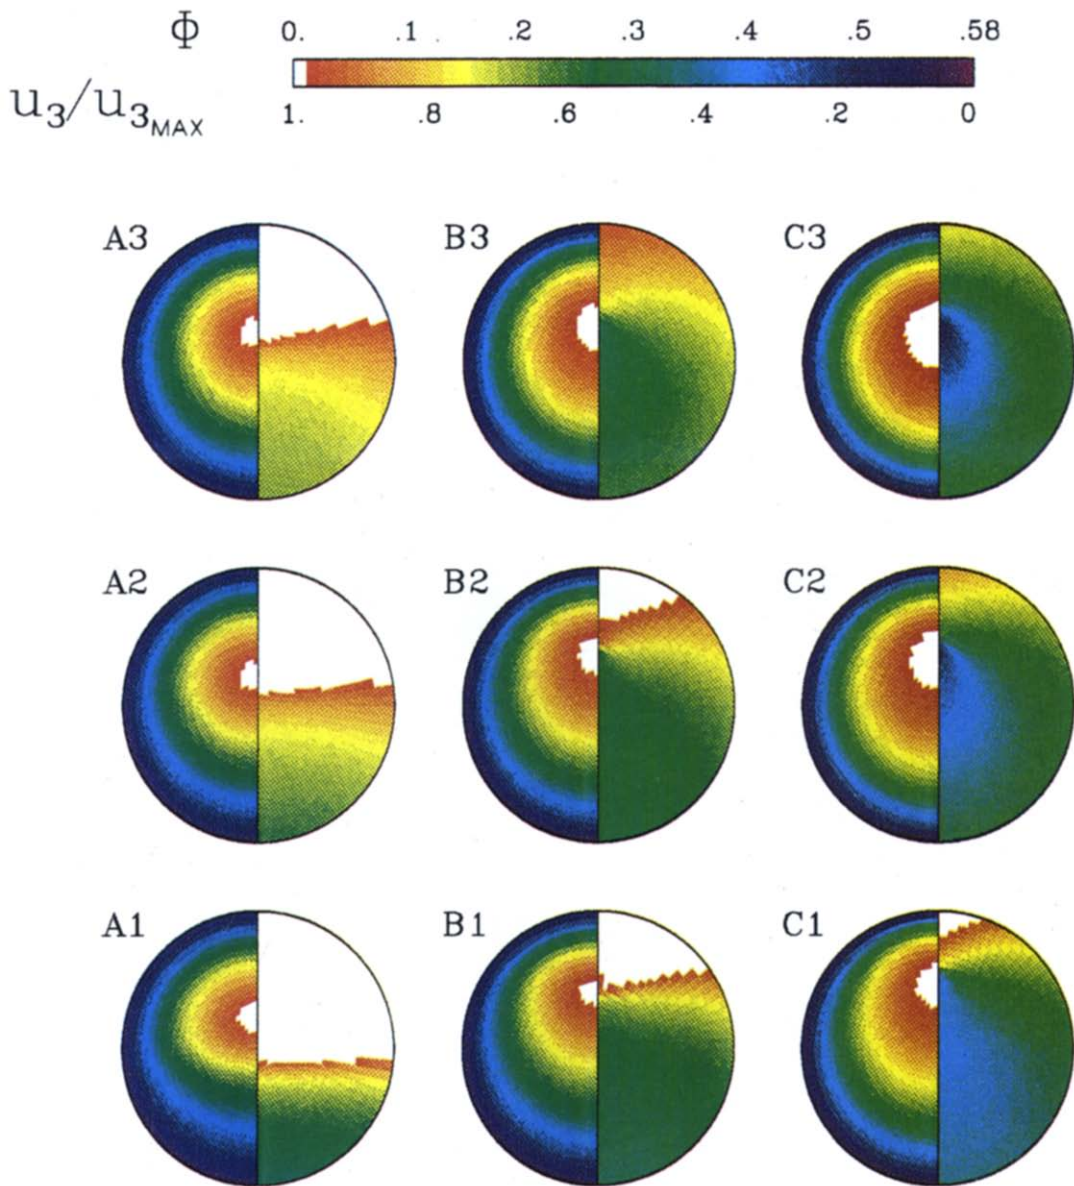 Φ 0. .1 .2 .3 .4 .5 .58
u₃/u₃MAX 1. .8 .6 .4 .2 0
A3 B3 C3
A2 B2 C2
A1 B1 C1